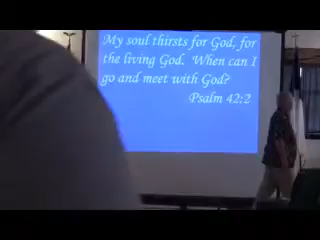 My soul thirsts for God, for
the living God. When can I
go and meet with God?
Psalm 42:2